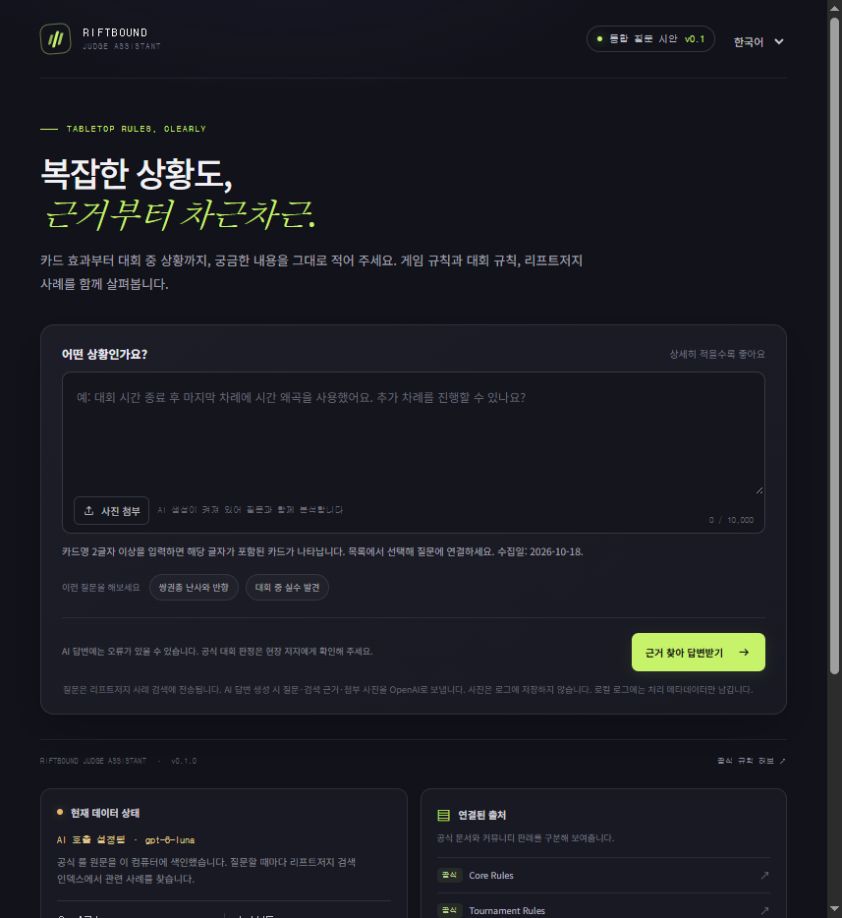 RIFTBOUND
JUDGE ASSISTANT
통합 질문 시안 v0.1
한국어
TABLETOP RULES, CLEARLY
복잡한 상황도,
근거부터 차근차근.
카드 효과부터 대회 중 상황까지, 궁금한 내용을 그대로 적어 주세요. 게임 규칙과 대회 규칙, 리프트저지
사례를 함께 살펴봅니다.
어떤 상황인가요?
상세히 적을수록 좋아요
예: 대회 시간 종료 후 마지막 차례에 시간 왜곡을 사용했어요. 추가 차례를 진행할 수 있나요?
사진 첨부
AI 생성이 켜져 있어 질문과 함께 분석합니다
0 / 10,000
카드명 2글자 이상을 입력하면 해당 글자가 포함된 카드가 나타납니다. 목록에서 선택해 질문에 연결하세요. 수집일: 2026-10-18.
이런 질문을 해보세요
쌍권총 난사와 반항
대회 중 실수 발견
AI 답변에는 오류가 있을 수 있습니다. 공식 대회 판정은 현장 저지에게 확인해 주세요.
근거 찾아 답변받기 →
질문은 리프트저지 사례 검색에 전송됩니다. AI 답변 생성 시 질문·검색 근거·첨부 사진을 OpenAI로 보냅니다. 사진은 로그에 저장하지 않습니다. 로컬 로그에는 처리 메타데이터만 남깁니다.
RIFTBOUND JUDGE ASSISTANT · v0.1.0
공식 규칙 허브 ↗
현재 데이터 상태
AI 호출 설정됨 · gpt-6-luna
공식 룰 원문을 이 컴퓨터에 색인했습니다. 질문할 때마다 리프트저지 검색
인덱스에서 관련 사례를 찾습니다.
연결된 출처
공식 문서와 커뮤니티 판례를 구분해 보여줍니다.
공식 Core Rules ↗
공식 Tournament Rules ↗